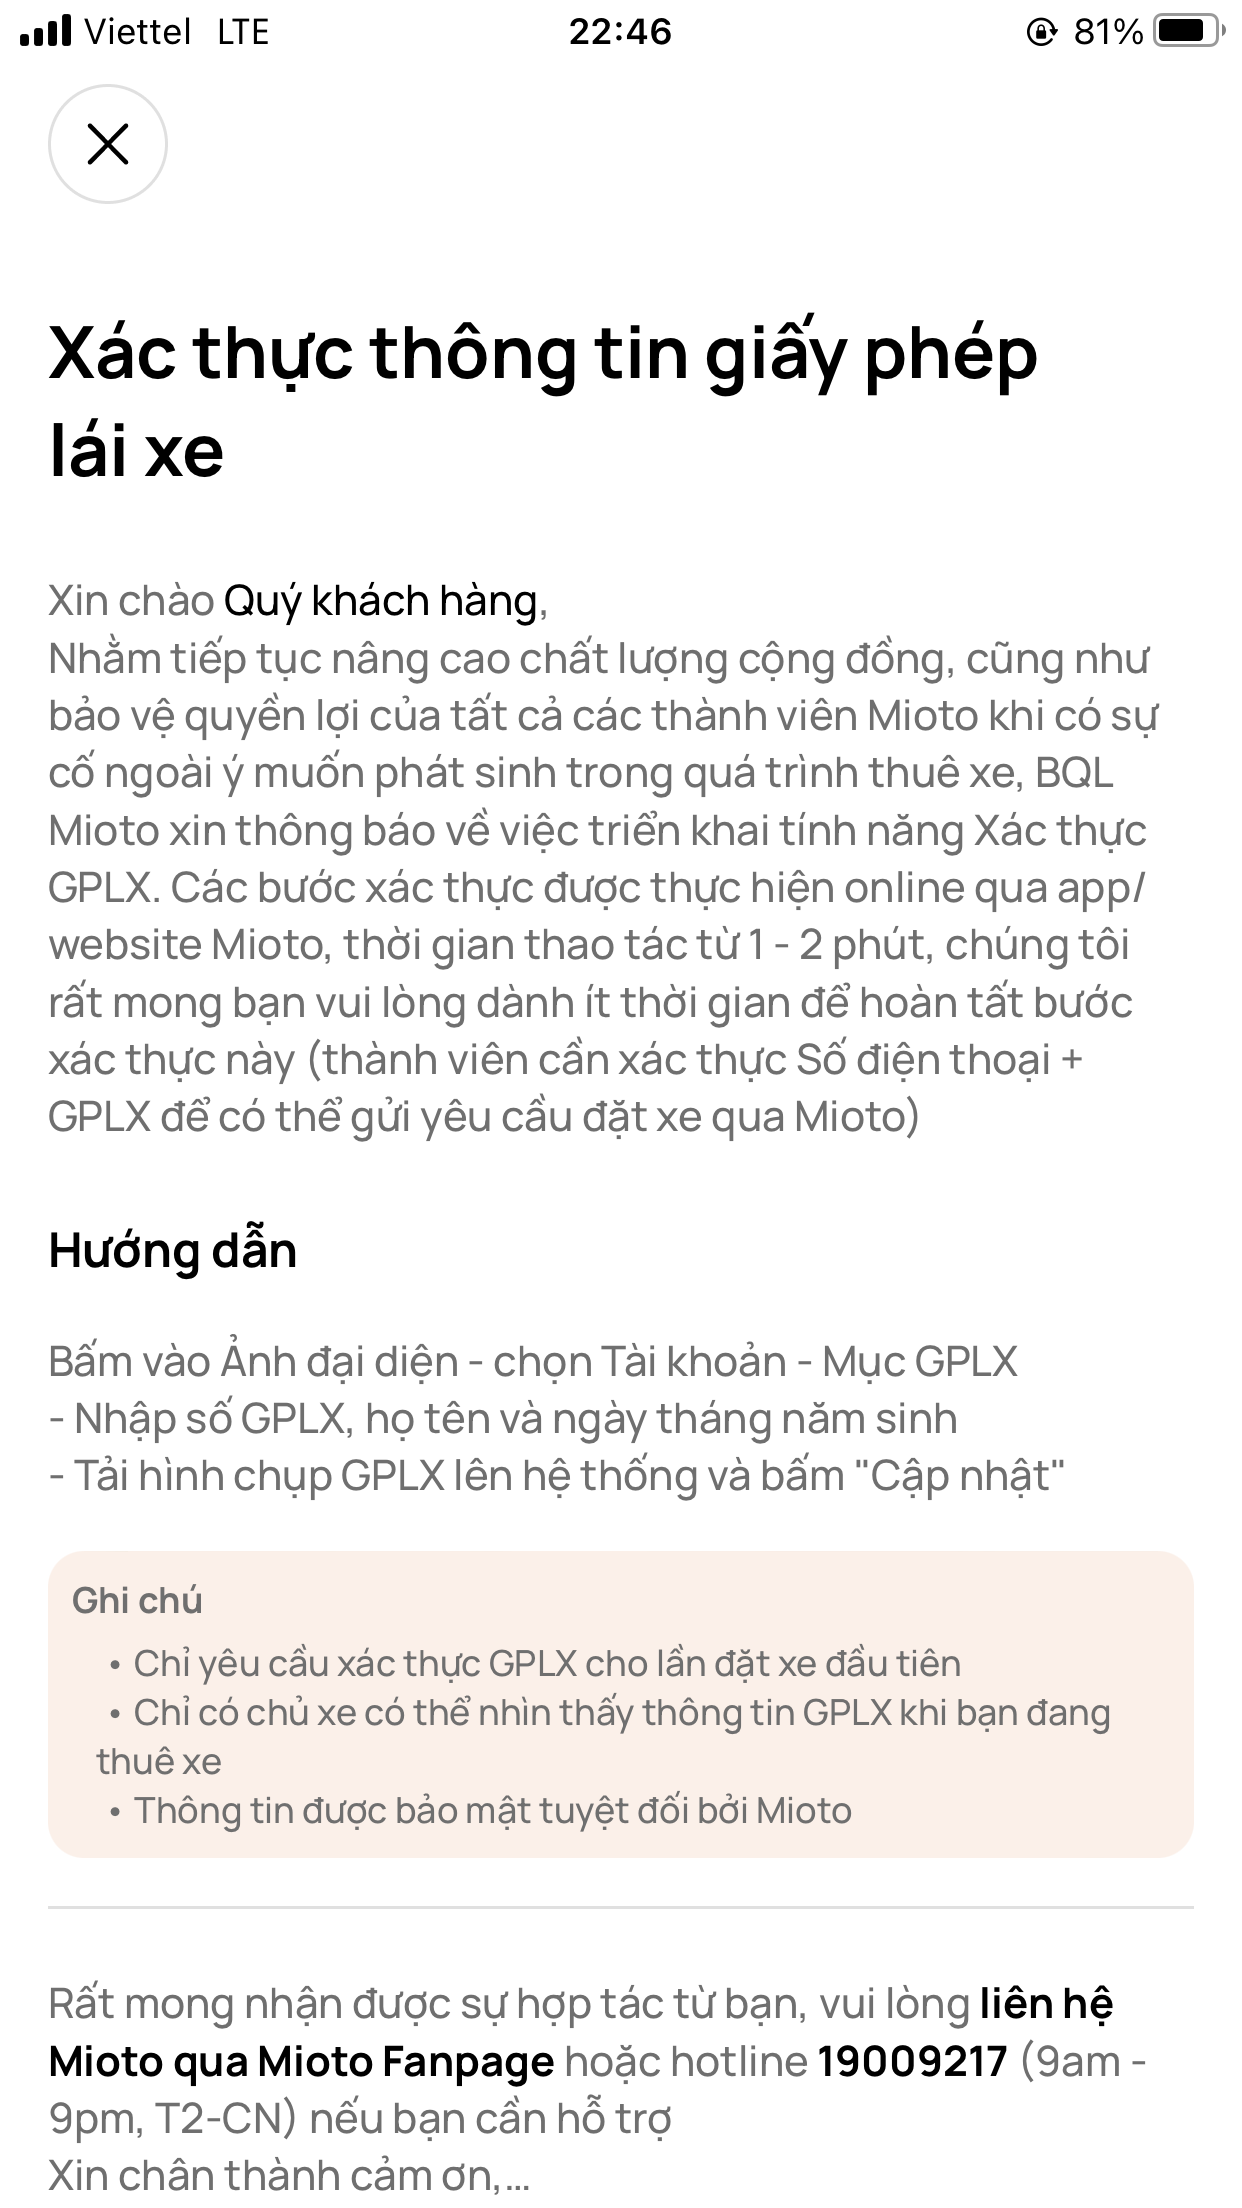 Viettel LTE 22:46 81%
Xác thực thông tin giấy phép
lái xe
Xin chào Quý khách hàng,
Nhằm tiếp tục nâng cao chất lượng cộng đồng, cũng như
bảo vệ quyền lợi của tất cả các thành viên Mioto khi có sự
cố ngoài ý muốn phát sinh trong quá trình thuê xe, BQL
Mioto xin thông báo về việc triển khai tính năng Xác thực
GPLX. Các bước xác thực được thực hiện online qua app/
website Mioto, thời gian thao tác từ 1 - 2 phút, chúng tôi
rất mong bạn vui lòng dành ít thời gian để hoàn tất bước
xác thực này (thành viên cần xác thực Số điện thoại +
GPLX để có thể gửi yêu cầu đặt xe qua Mioto)
Hướng dẫn
Bấm vào Ảnh đại diện - chọn Tài khoản - Mục GPLX
- Nhập số GPLX, họ tên và ngày tháng năm sinh
- Tải hình chụp GPLX lên hệ thống và bấm "Cập nhật"
Ghi chú
• Chỉ yêu cầu xác thực GPLX cho lần đặt xe đầu tiên
• Chỉ có chủ xe có thể nhìn thấy thông tin GPLX khi bạn đang
thuê xe
• Thông tin được bảo mật tuyệt đối bởi Mioto
Rất mong nhận được sự hợp tác từ bạn, vui lòng liên hệ
Mioto qua Mioto Fanpage hoặc hotline 19009217 (9am -
9pm, T2-CN) nếu bạn cần hỗ trợ
Xin chân thành cảm ơn,...